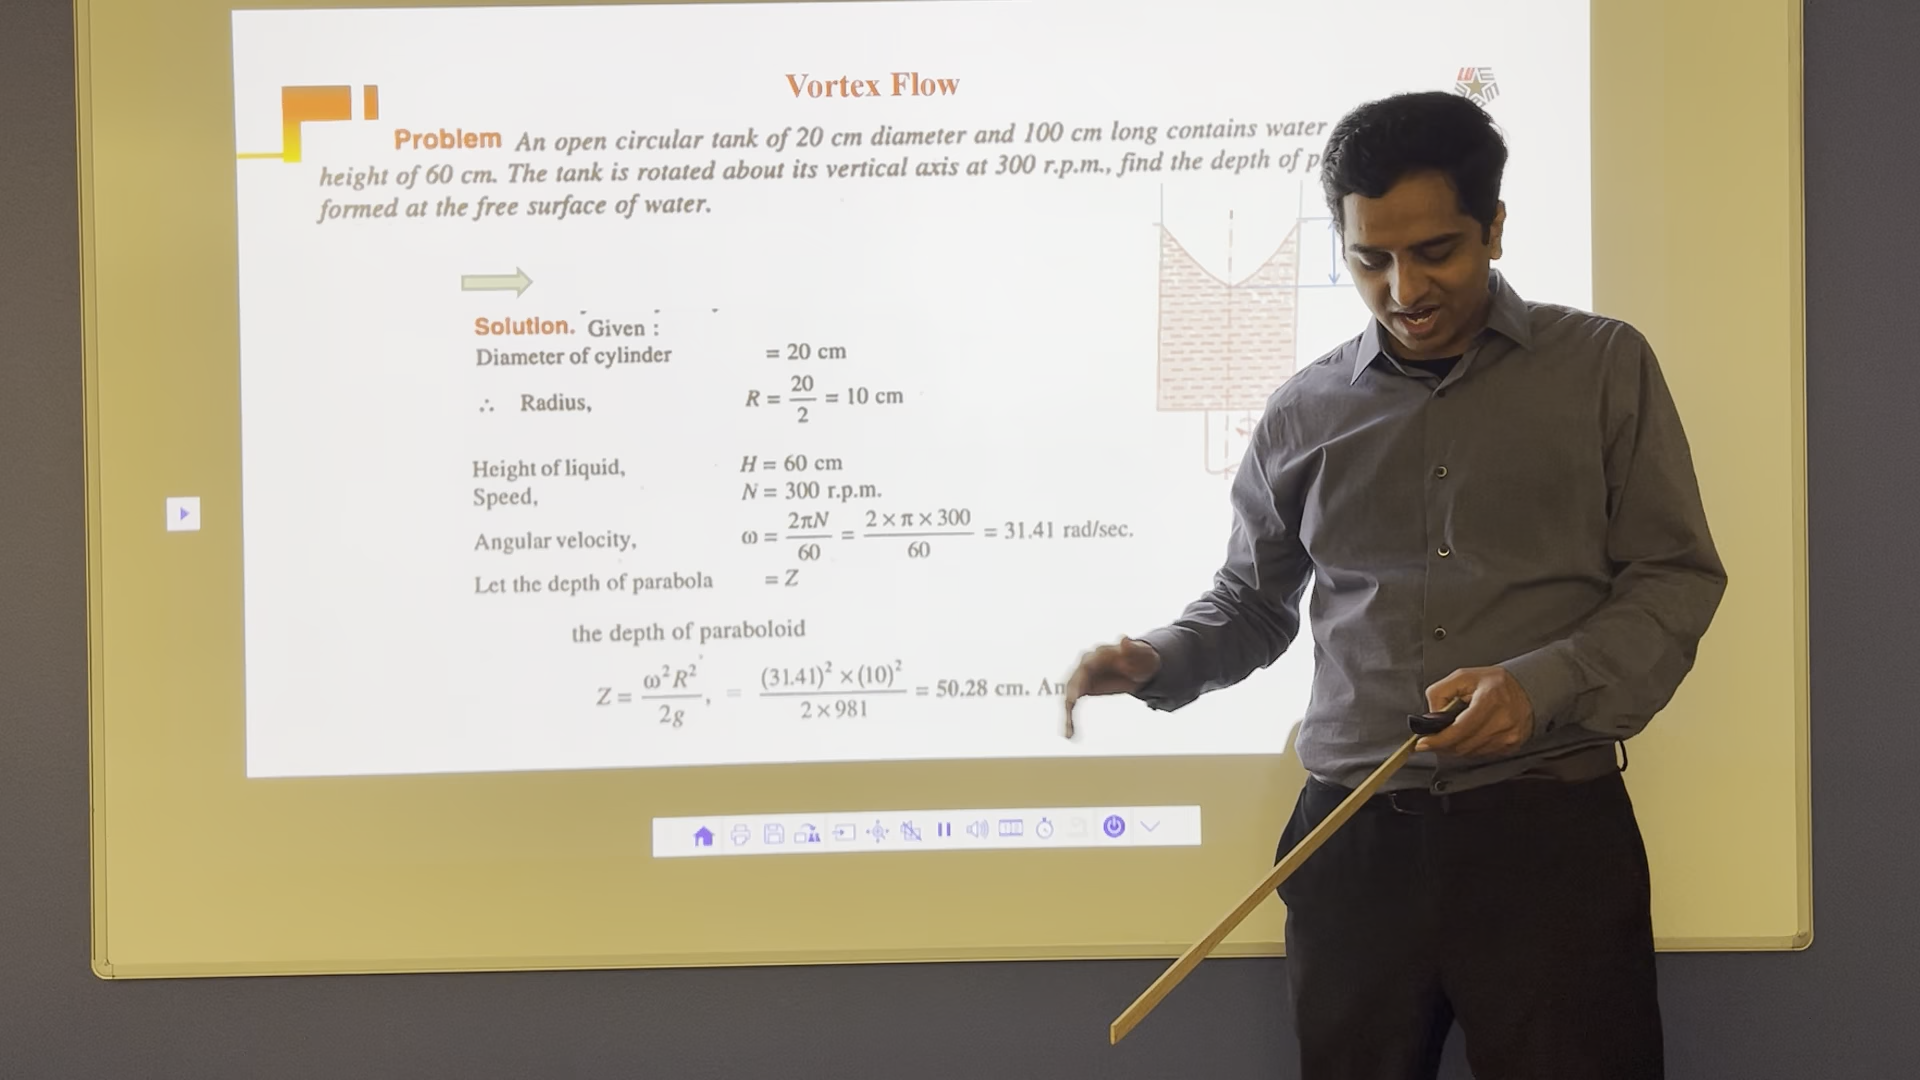 Vortex Flow
Problem An open circular tank of 20 cm diameter and 100 cm long contains water
height of 60 cm. The tank is rotated about its vertical axis at 300 r.p.m., find the depth of
formed at the free surface of water.
Solution. Given :
Diameter of cylinder = 20 cm
∴ Radius, R = 20/2 = 10 cm
Height of liquid, H = 60 cm
Speed, N = 300 r.p.m.
Angular velocity, ω = 2πN/60 = 2 × π × 300/60 = 31.41 rad/sec.
Let the depth of parabola = Z
the depth of paraboloid
Z = ω²R²/2g, = (31.41)² × (10)²/2 × 981 = 50.28 cm.